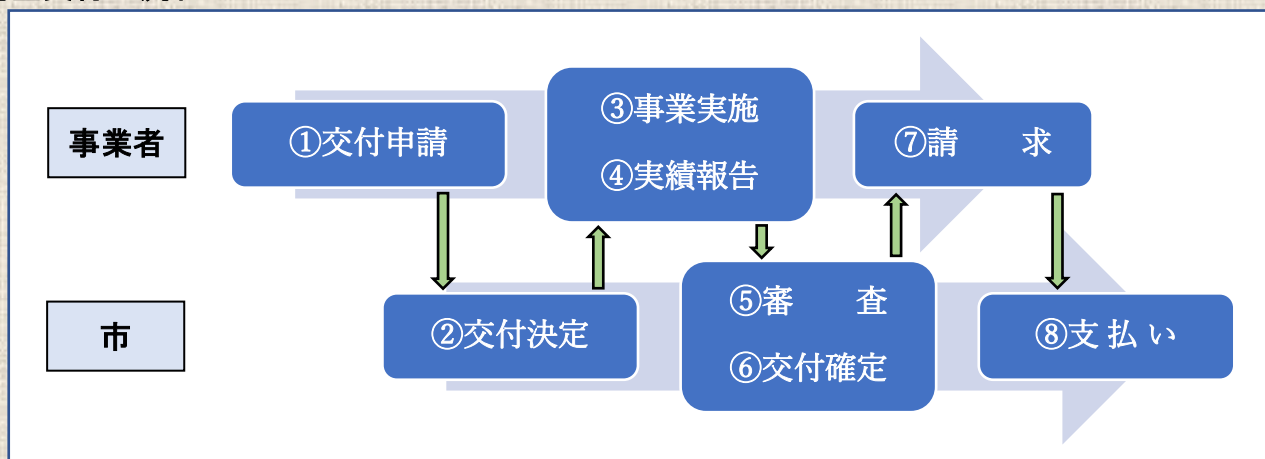 事業者
①交付申請
③事業実施
④実績報告
⑦請　　求
市
②交付決定
⑤審　　査
⑥交付確定
⑧支 払 い